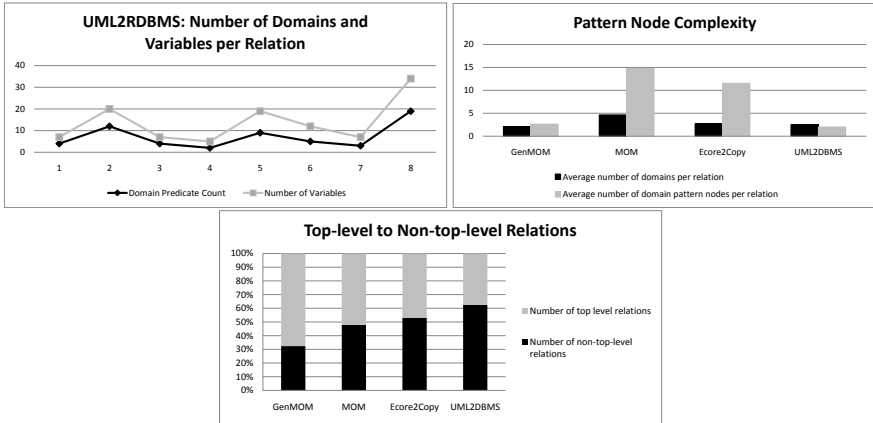 UML2RDBMS: Number of Domains and
Variables per Relation
40
30
20
10
0
1 2 3 4 5 6 7 8
Domain Predicate Count Number of Variables
Pattern Node Complexity
20
15
10
5
0
GenMOM MOM Ecore2Copy UML2DBMS
Average number of domains per relation
Average number of domain pattern nodes per relation
Top-level to Non-top-level Relations
100%
90%
80%
70%
60%
50%
40%
30%
20%
10%
0%
GenMOM MOM Ecore2Copy UML2DBMS
Number of top level relations
Number of non-top-level
relations